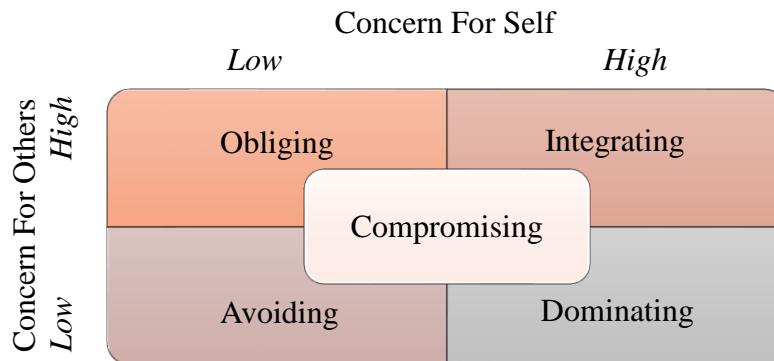 Concern For Self
Low High
Concern For Others
High
Low
Obliging Integrating
Compromising
Avoiding Dominating